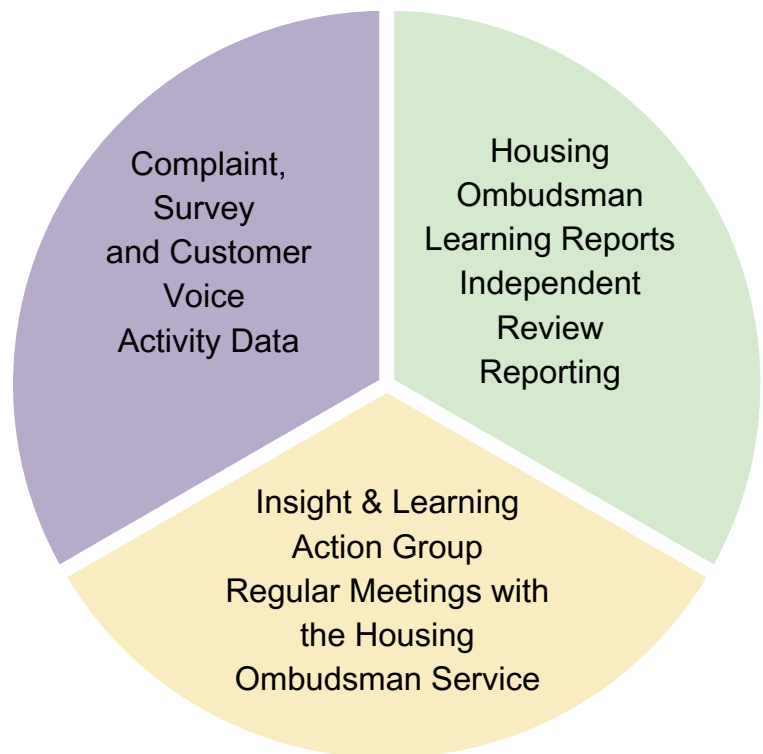 Complaint,
Survey
and Customer
Voice
Activity Data
Housing
Ombudsman
Learning Reports
Independent
Review
Reporting
Insight & Learning
Action Group
Regular Meetings with
the Housing
Ombudsman Service